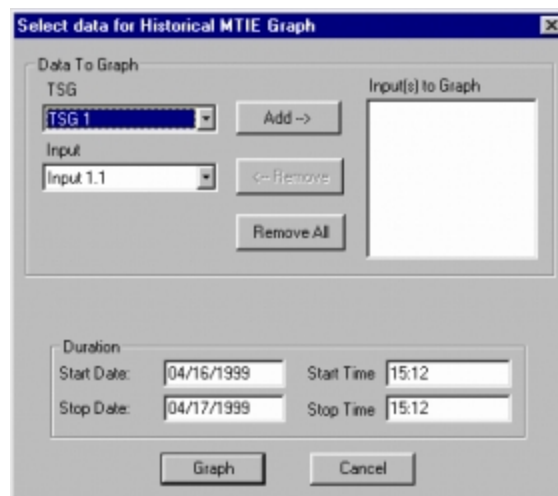 Select data for Historical MTIE Graph
Data To Graph
TSG
TSG 1
Add -->
Input(s) to Graph
Input
Input 1.1
<-- Remove
Remove All
Duration
Start Date: 04/16/1999 Start Time 15:12
Stop Date: 04/17/1999 Stop Time 15:12
Graph Cancel